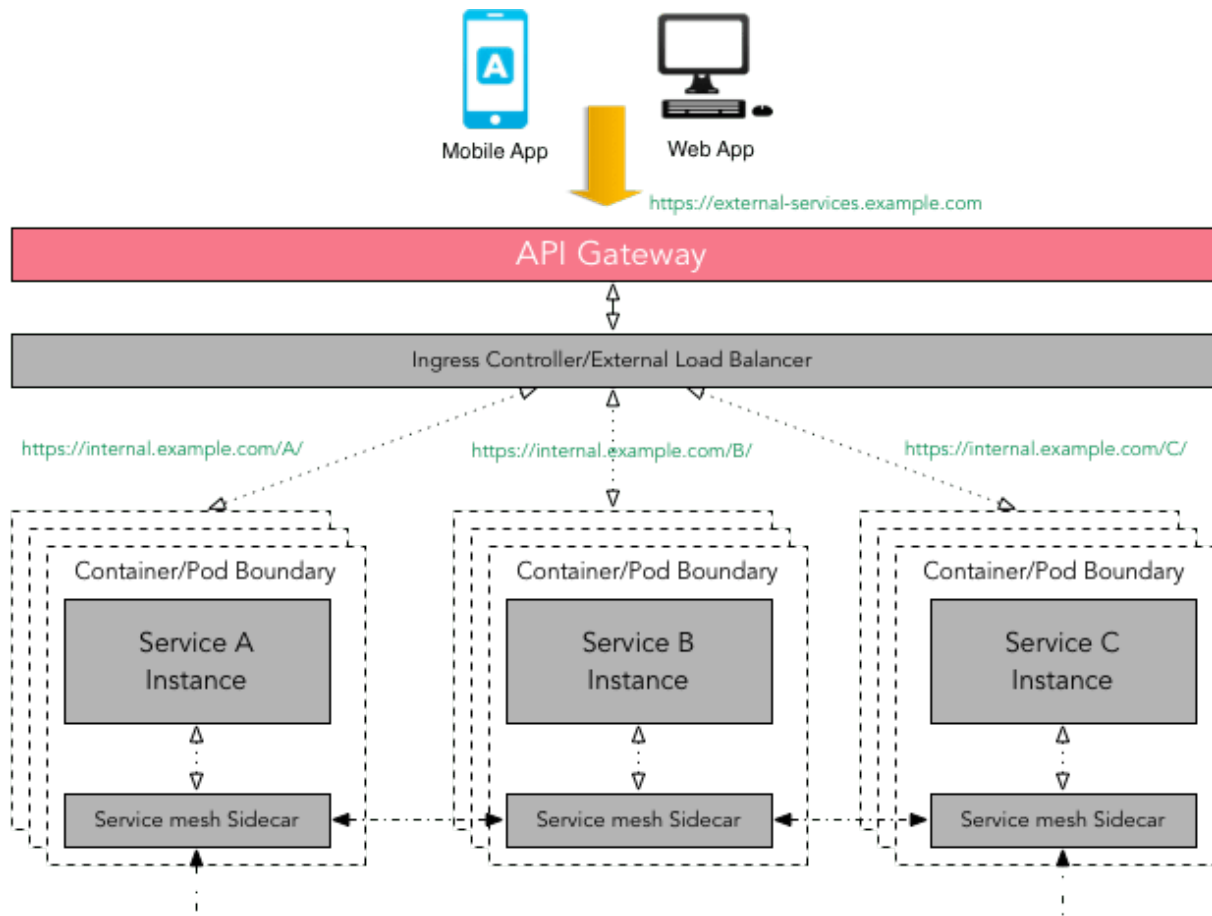 A
Mobile App
Web App
https://external-services.example.com
API Gateway
Ingress Controller/External Load Balancer
https://internal.example.com/A/
https://internal.example.com/B/
https://internal.example.com/C/
Container/Pod Boundary
Service A
Instance
Service mesh Sidecar
Container/Pod Boundary
Service B
Instance
Service mesh Sidecar
Container/Pod Boundary
Service C
Instance
Service mesh Sidecar